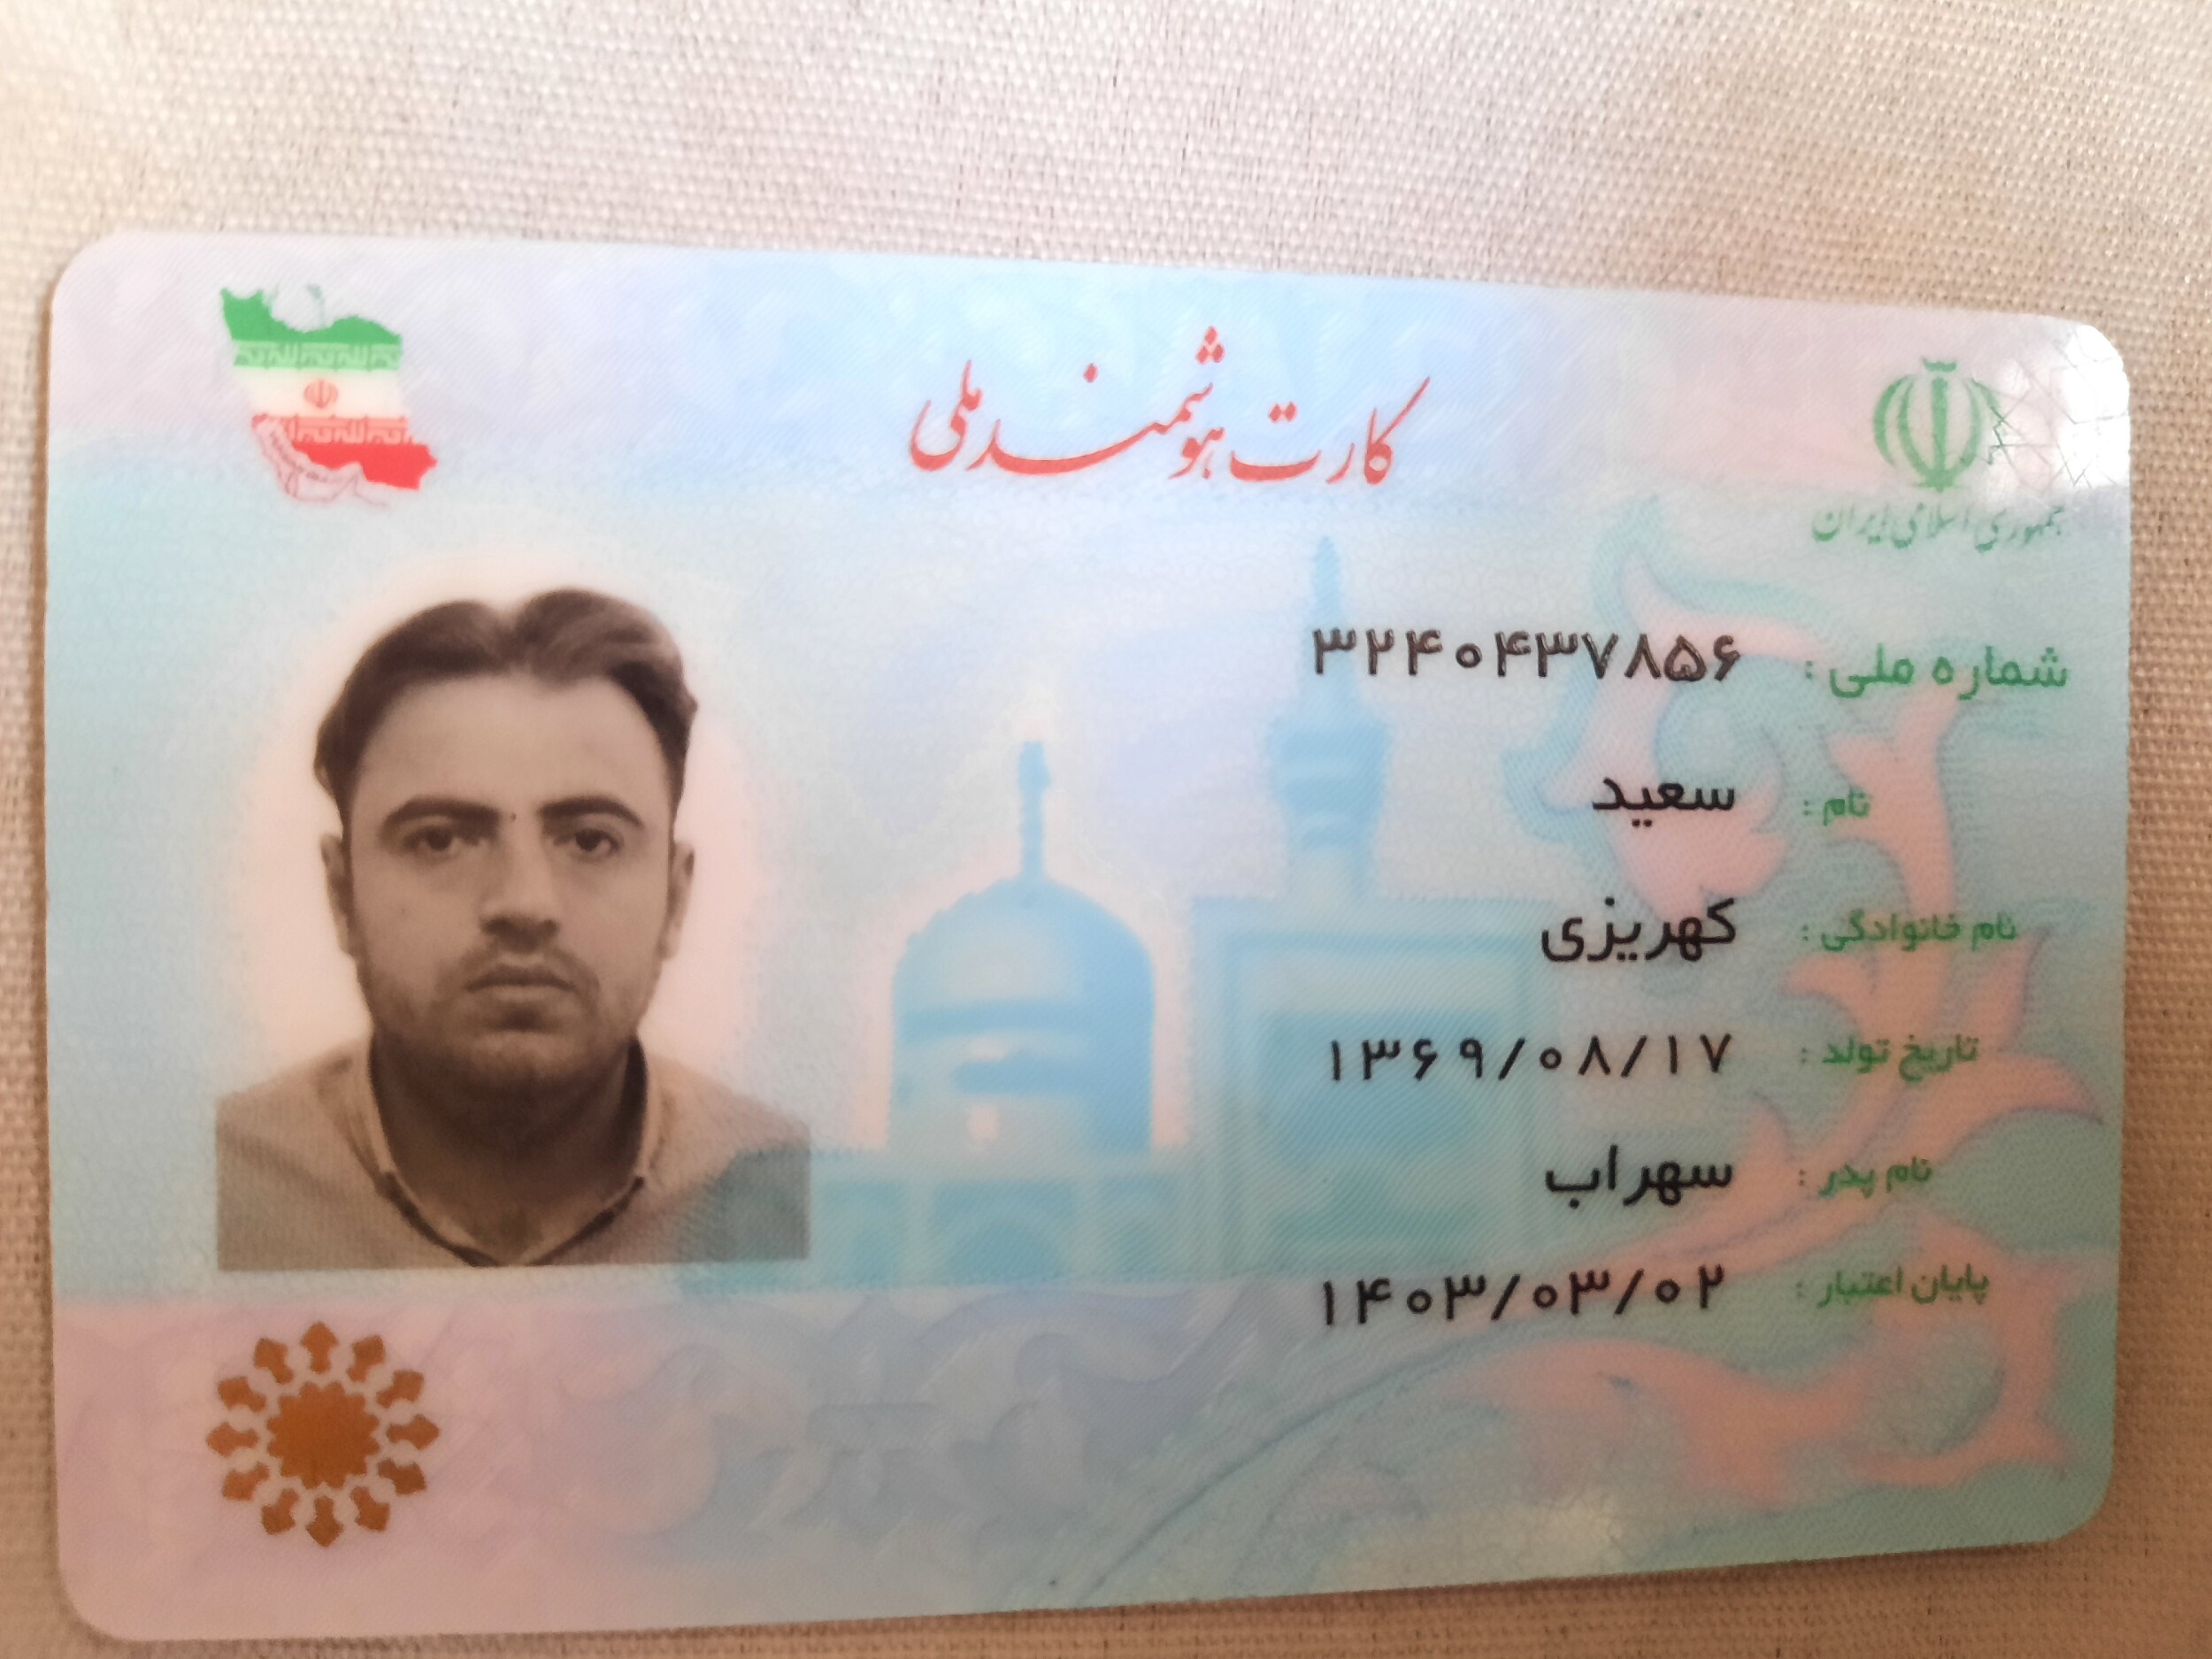 کارت هوشمند ملی
جمهوری اسلامی ایران
شماره ملی : ۳۲۴۰۴۳۷۸۵۶
نام : سعید
نام خانوادگی : کهریزی
تاریخ تولد : ۱۳۶۹/۰۸/۱۷
نام پدر : سهراب
پایان اعتبار : ۱۴۰۳/۰۳/۰۲